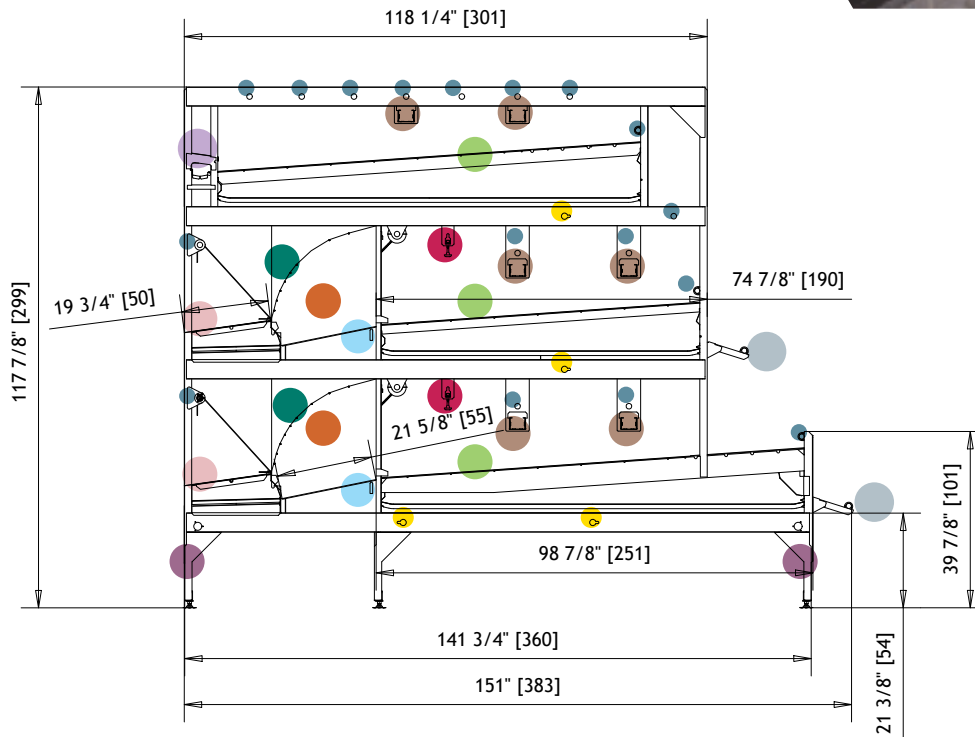 118 1/4" [301]
117 7/8" [299]
19 3/4" [50]
74 7/8" [190]
21 5/8" [55]
98 7/8" [251]
39 7/8" [101]
21 3/8" [54]
141 3/4" [360]
151" [383]